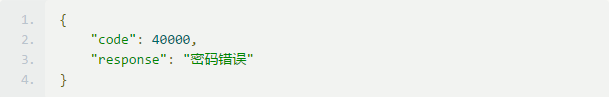 1. {
2.     "code": 40000,
3.     "response": "密码错误"
4. }